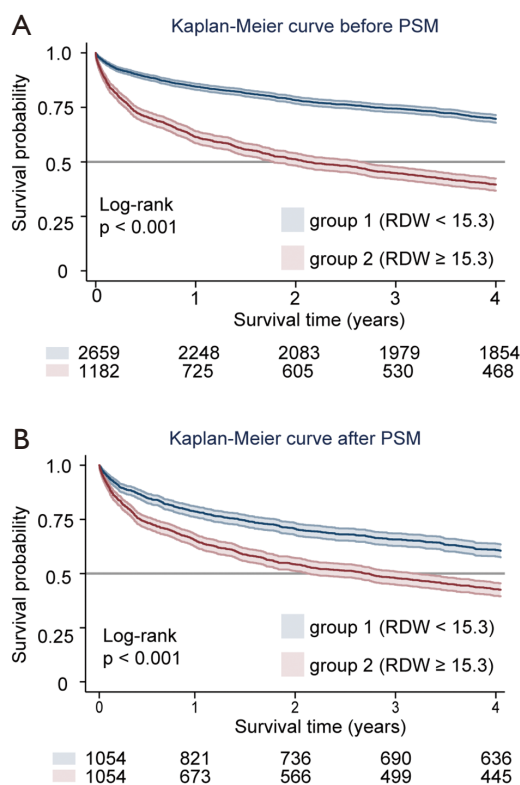 A
Kaplan-Meier curve before PSM
Survival probability
1.0
0.75
0.5
0.25
0
Log-rank
p < 0.001
group 1 (RDW < 15.3)
group 2 (RDW ≥ 15.3)
0 1 2 3 4
Survival time (years)
2659 2248 2083 1979 1854
1182 725 605 530 468
B
Kaplan-Meier curve after PSM
Survival probability
1.0
0.75
0.5
0.25
0
Log-rank
p < 0.001
group 1 (RDW < 15.3)
group 2 (RDW ≥ 15.3)
0 1 2 3 4
Survival time (years)
1054 821 736 690 636
1054 673 566 499 445